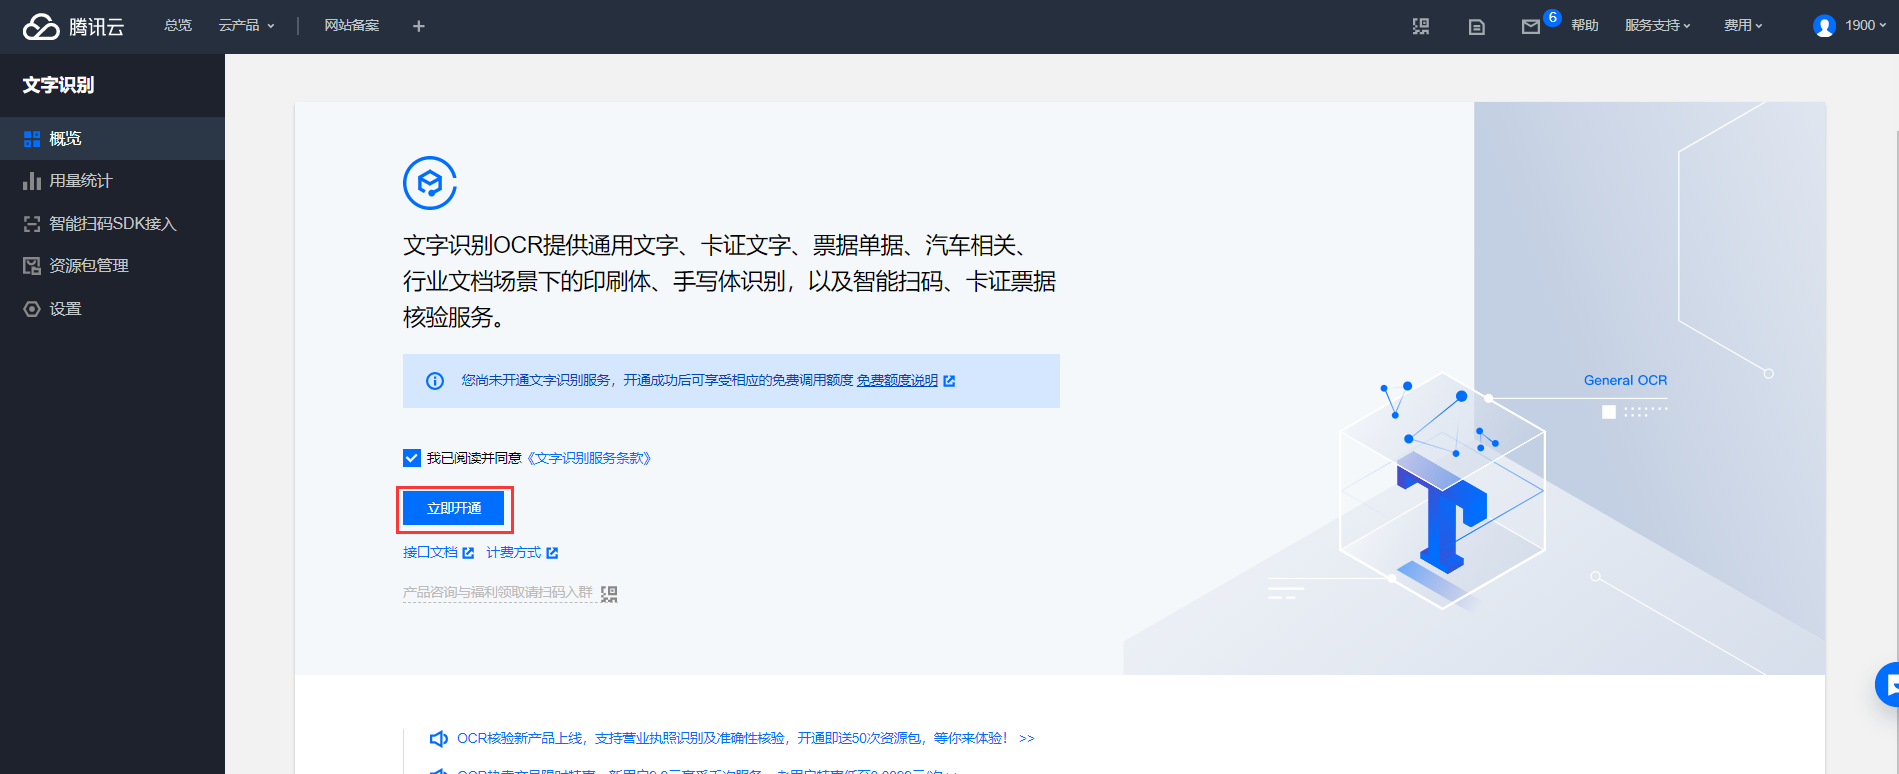 腾讯云
总览
云产品
网站备案
+
6
帮助
服务支持
费用
1900
文字识别
概览
用量统计
智能扫码SDK接入
资源包管理
设置
文字识别OCR提供通用文字、卡证文字、票据单据、汽车相关、
行业文档场景下的印刷体、手写体识别，以及智能扫码、卡证票据
核验服务。
您尚未开通文字识别服务，开通成功后可享受相应的免费调用额度 免费额度说明
我已阅读并同意《文字识别服务条款》
立即开通
接口文档 计费方式
产品咨询与福利领取请扫码入群
General OCR
OCR核验新产品上线，支持营业执照识别及准确性核验，开通即送50次资源包，等你来体验！ >>